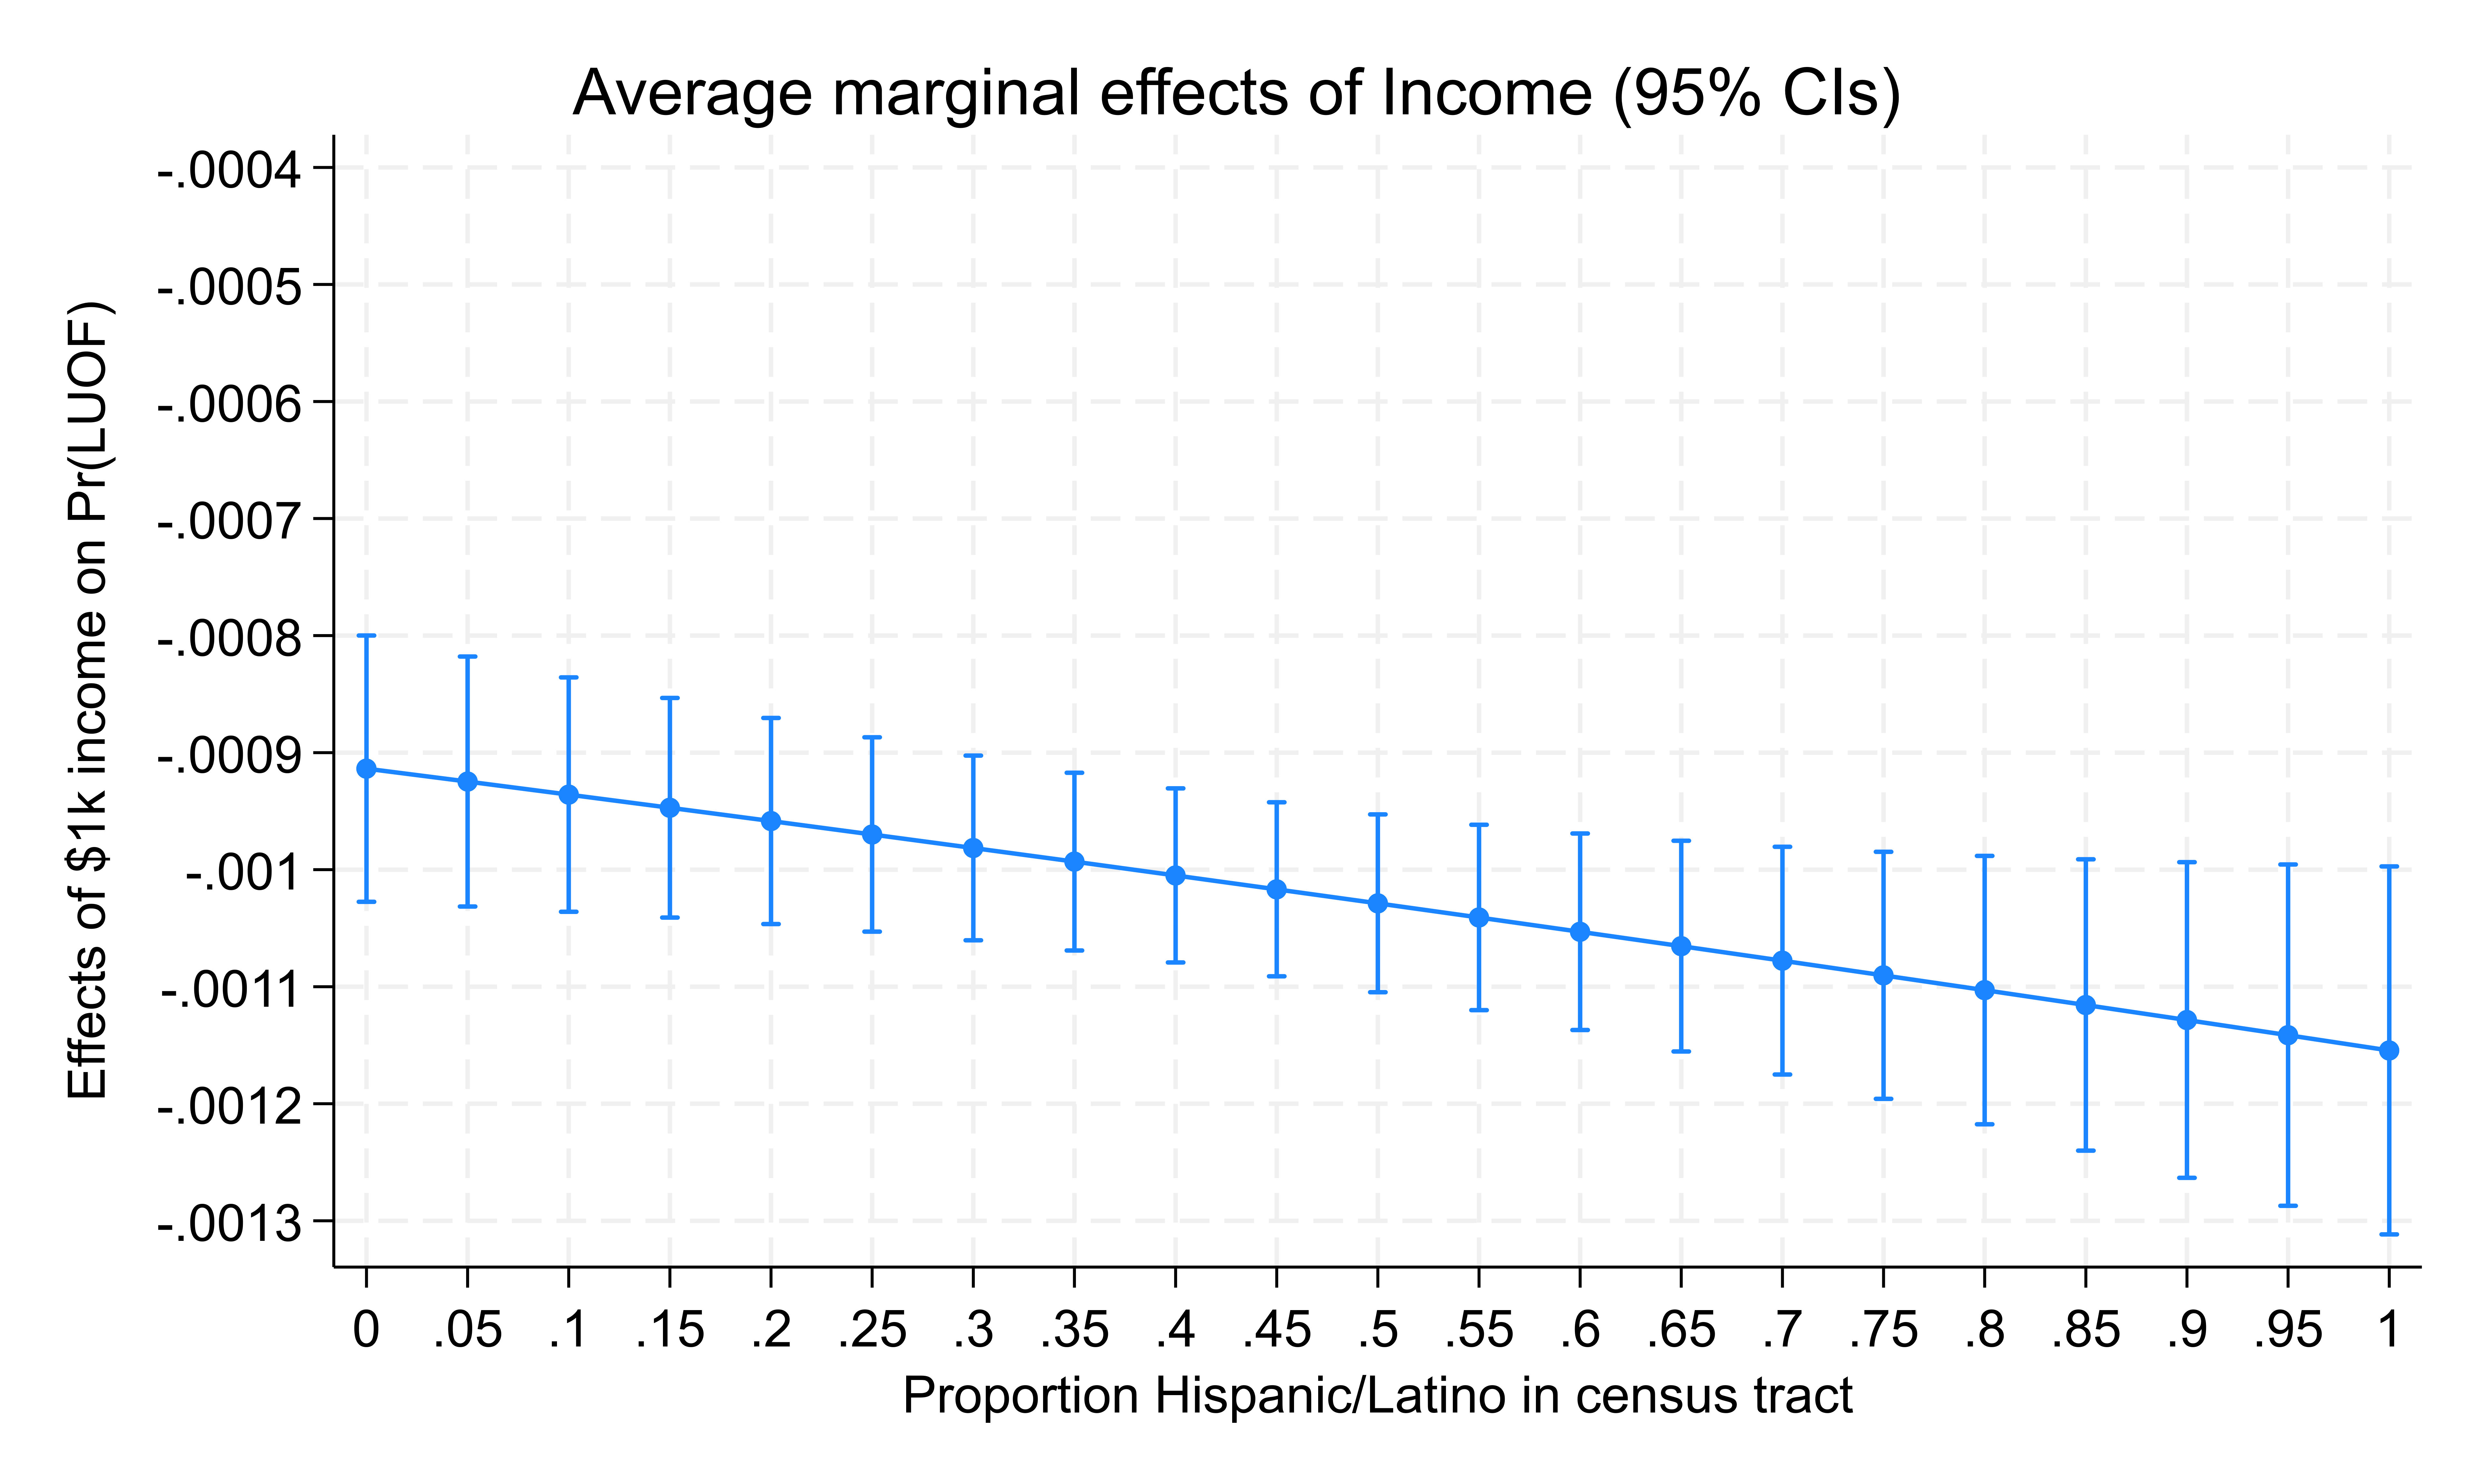 Average marginal effects of Income (95% CIs)
Effects of $1k income on Pr(LUOF)
-.0004
-.0005
-.0006
-.0007
-.0008
-.0009
-.001
-.0011
-.0012
-.0013
0 .05 .1 .15 .2 .25 .3 .35 .4 .45 .5 .55 .6 .65 .7 .75 .8 .85 .9 .95 1
Proportion Hispanic/Latino in census tract